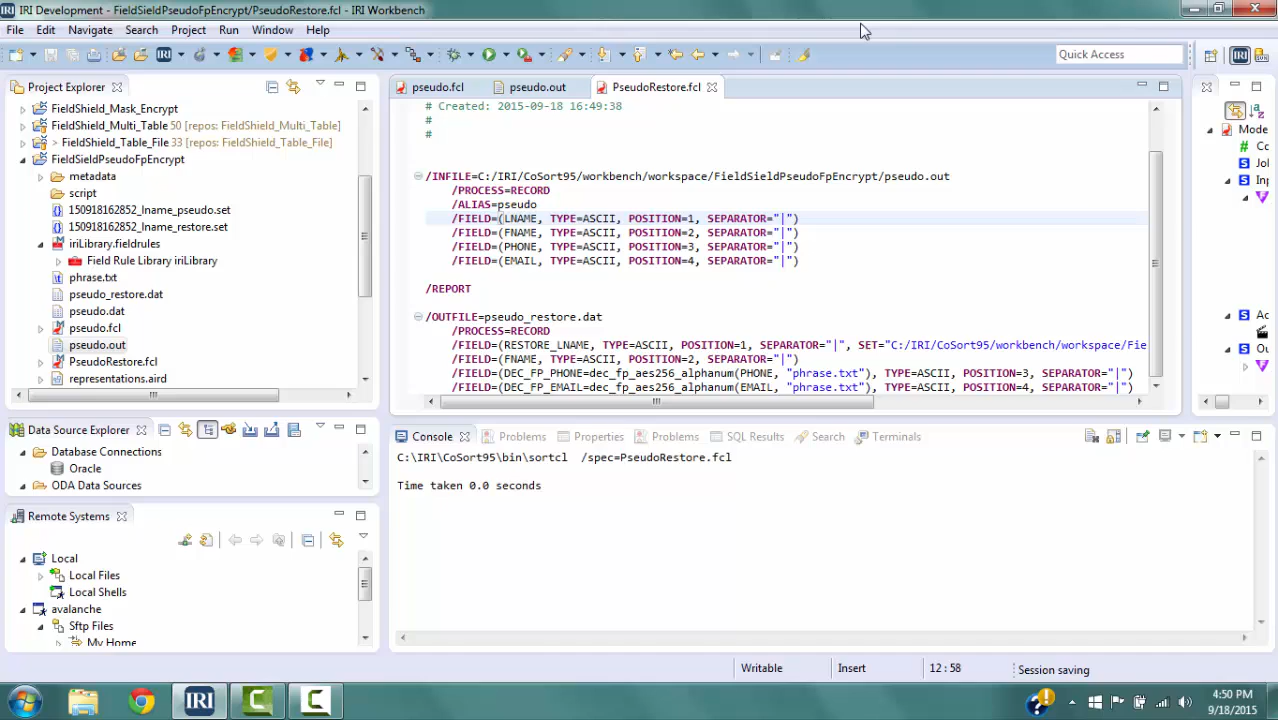 IRI Development - FieldSieldPseudoFpEncrypt/PseudoRestore.fcl - IRI Workbench
File Edit Navigate Search Project Run Window Help
Quick Access
Project Explorer
FieldShield_Mask_Encrypt
FieldShield_Multi_Table 50 [repos: FieldShield_Multi_Table]
> FieldShield_Table_File 33 [repos: FieldShield_Table_File]
FieldSieldPseudoFpEncrypt
metadata
script
150918162852_lname_pseudo.set
150918162852_lname_restore.set
iriLibrary.fieldrules
Field Rule Library iriLibrary
phrase.txt
pseudo_restore.dat
pseudo.dat
pseudo.fcl
pseudo.out
PseudoRestore.fcl
representations.aird
Data Source Explorer
Database Connections
Oracle
ODA Data Sources
Remote Systems
Local
Local Files
Local Shells
avalanche
Sftp Files
My Home
pseudo.fcl pseudo.out PseudoRestore.fcl
# Created: 2015-09-18 16:49:38
#
#
/INFILE=C:/IRI/CoSort95/workbench/workspace/FieldSieldPseudoFpEncrypt/pseudo.out
/PROCESS=RECORD
/ALIAS=pseudo
/FIELD=(LNAME, TYPE=ASCII, POSITION=1, SEPARATOR="|")
/FIELD=(FNAME, TYPE=ASCII, POSITION=2, SEPARATOR="|")
/FIELD=(PHONE, TYPE=ASCII, POSITION=3, SEPARATOR="|")
/FIELD=(EMAIL, TYPE=ASCII, POSITION=4, SEPARATOR="|")
/REPORT
/OUTFILE=pseudo_restore.dat
/PROCESS=RECORD
/FIELD=(RESTORE_LNAME, TYPE=ASCII, POSITION=1, SEPARATOR="|", SET="C:/IRI/CoSort95/workbench/workspace/Fie
/FIELD=(FNAME, TYPE=ASCII, POSITION=2, SEPARATOR="|")
/FIELD=(DEC_FP_PHONE=dec_fp_aes256_alphanum(PHONE, "phrase.txt"), TYPE=ASCII, POSITION=3, SEPARATOR="|")
/FIELD=(DEC_FP_EMAIL=dec_fp_aes256_alphanum(EMAIL, "phrase.txt"), TYPE=ASCII, POSITION=4, SEPARATOR="|")
Mode
Co
Jol
Inp
Ac
Ou
Console Problems Properties Problems SQL Results Search Terminals
C:\IRI\CoSort95\bin\sortcl /spec=PseudoRestore.fcl
Time taken 0.0 seconds
Writable Insert 12:58 Session saving
IRI
4:50 PM
9/18/2015